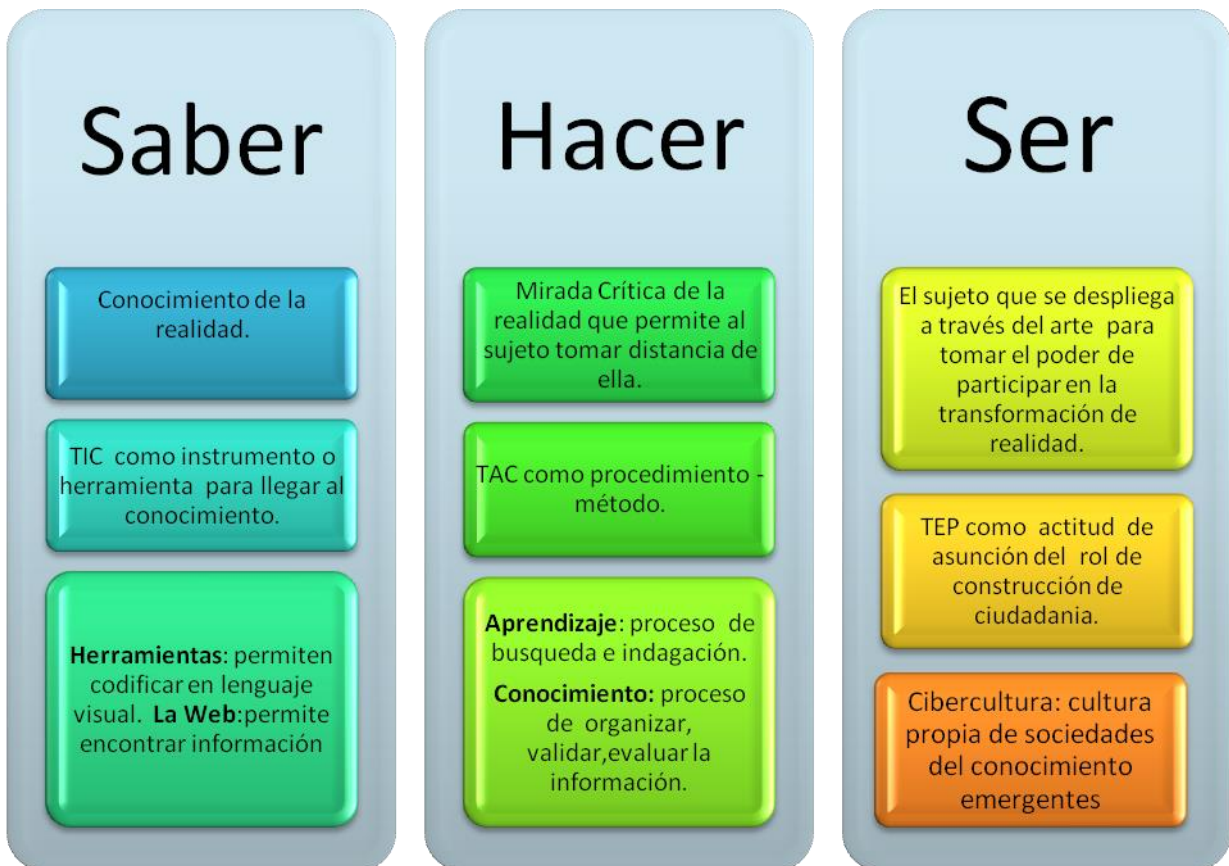 Saber
Conocimiento de la
realidad.
TIC como instrumento o
herramienta para llegar al
conocimiento.
Herramientas: permiten
codificar en lenguaje
visual. La Web:permite
encontrar información
Hacer
Mirada Crítica de la
realidad que permite al
sujeto tomar distancia de
ella.
TAC como procedimiento -
método.
Aprendizaje: proceso de
busqueda e indagación.
Conocimiento: proceso
de organizar,
validar,evaluar la
información.
Ser
El sujeto que se despliega
a través del arte para
tomar el poder de
participar en la
transformación de
realidad.
TEP como actitud de
asunción del rol de
construcción de
ciudadania.
Cibercultura: cultura
propia de sociedades
del conocimiento
emergentes